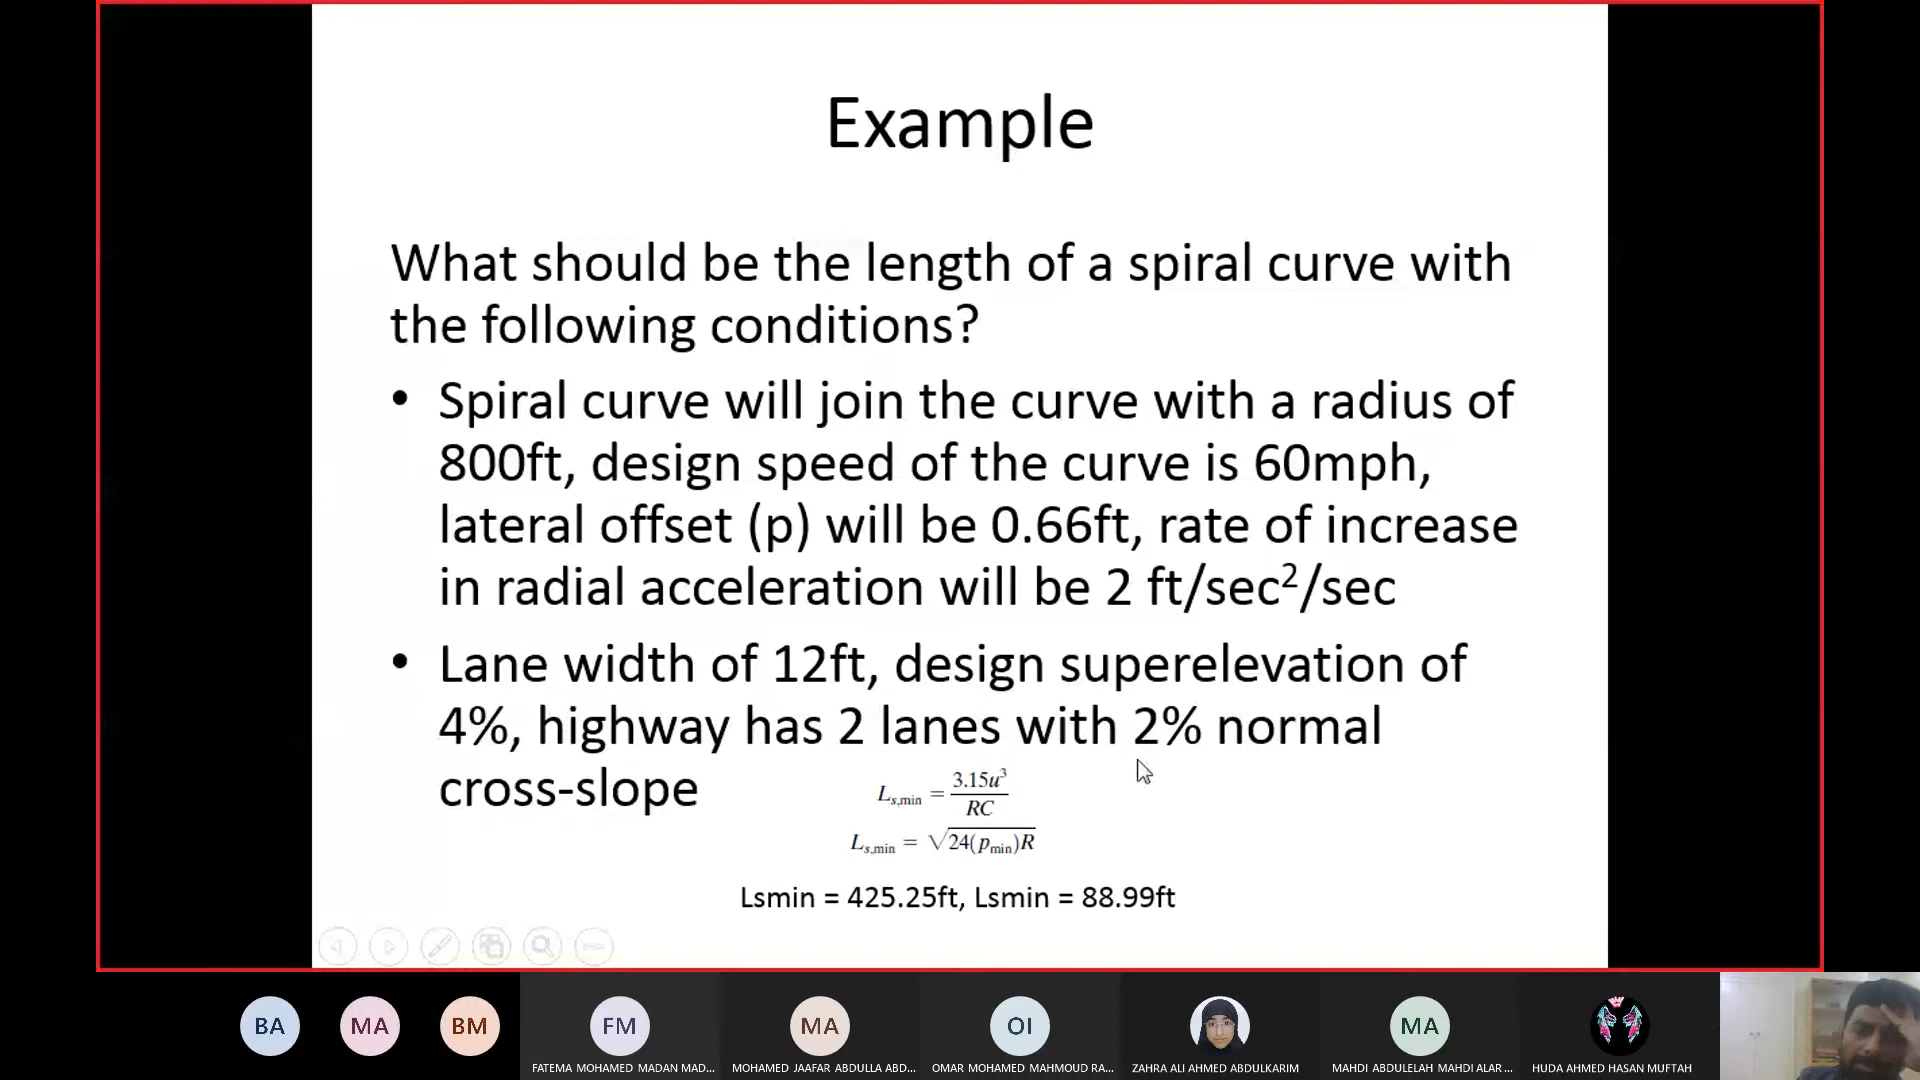 Example
What should be the length of a spiral curve with
the following conditions?
• Spiral curve will join the curve with a radius of
800ft, design speed of the curve is 60mph,
lateral offset (p) will be 0.66ft, rate of increase
in radial acceleration will be 2 ft/sec²/sec
• Lane width of 12ft, design superelevation of
4%, highway has 2 lanes with 2% normal
cross-slope
L_{s,min} = 3.15u³ / RC
L_{s,min} = √24(p_{min})R
Lsmin = 425.25ft, Lsmin = 88.99ft
BA MA BM FM MA OI MA
FATEMA MOHAMED MADAN MAD... MOHAMED JAAFAR ABDULLA ABD... OMAR MOHAMED MAHMOUD RA... ZAHRA ALI AHMED ABDULKARIM MAHDI ABDULELAH MAHDI ALAR... HUDA AHMED HASAN MUFTAH